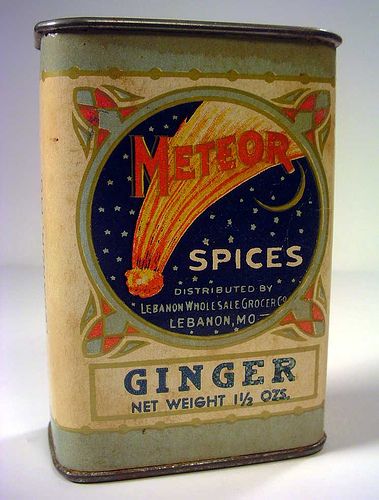 METEOR
SPICES
DISTRIBUTED BY
LEBANON WHOLESALE GROCER CO
LEBANON, MO
GINGER
NET WEIGHT 1½ OZS.